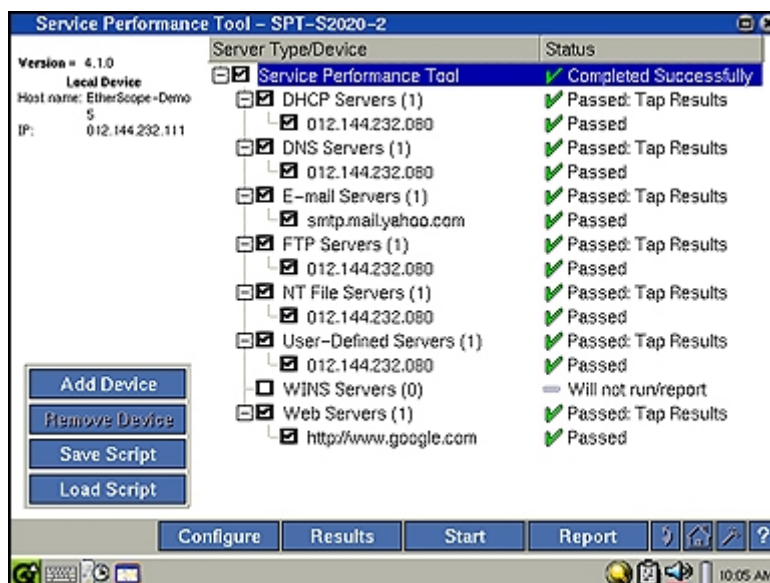 Service Performance Tool – SPT-S2020-2
Version = 4.1.0
Local Device
Host name: EtherScope-Demo
S
IP: 012.144.232.111
Server Type/Device Status
Service Performance Tool Completed Successfully
DHCP Servers (1) Passed: Tap Results
012.144.232.080 Passed
DNS Servers (1) Passed: Tap Results
012.144.232.080 Passed
E-mail Servers (1) Passed: Tap Results
smtp.mail.yahoo.com Passed
FTP Servers (1) Passed: Tap Results
012.144.232.080 Passed
NT File Servers (1) Passed: Tap Results
012.144.232.080 Passed
User-Defined Servers (1) Passed: Tap Results
012.144.232.080 Passed
WINS Servers (0) Will not run/report
Web Servers (1) Passed: Tap Results
http://www.google.com Passed
Add Device
Remove Device
Save Script
Load Script
Configure Results Start Report ?
10:05 AM